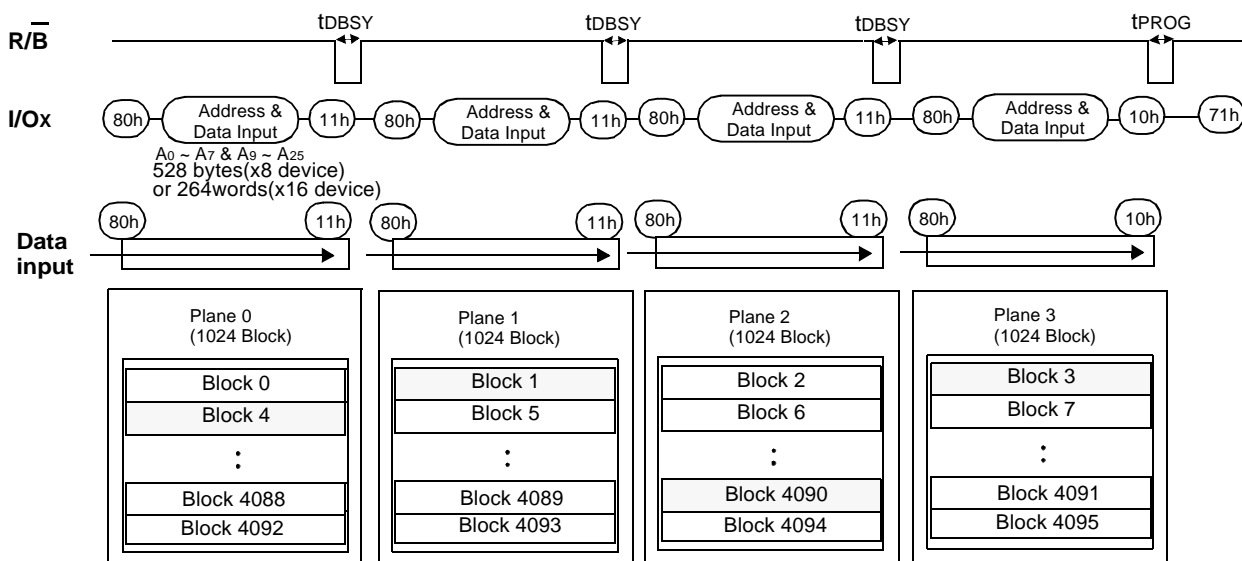 tDBSY tDBSY tDBSY tPROG
R/B
I/Ox 80h Address & Data Input 11h 80h Address & Data Input 11h 80h Address & Data Input 11h 80h Address & Data Input 10h 71h
A0 ~ A7 & A9 ~ A25
528 bytes(x8 device)
or 264words(x16 device)
80h 11h 80h 11h 80h 11h 80h 10h
Data
input
Plane 0
(1024 Block)
Block 0
Block 4
:
Block 4088
Block 4092
Plane 1
(1024 Block)
Block 1
Block 5
:
Block 4089
Block 4093
Plane 2
(1024 Block)
Block 2
Block 6
:
Block 4090
Block 4094
Plane 3
(1024 Block)
Block 3
Block 7
:
Block 4091
Block 4095